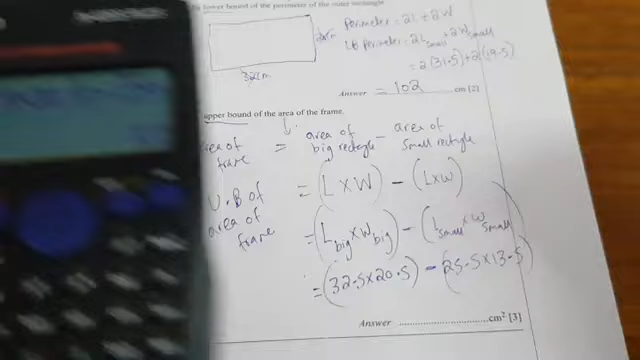 lower bound of the perimeter of the outer rectangle
Perimeter = 2L + 2W
LB Perimeter = 2L small + 2W small
= 2(31.5) + 2(19.5)
32cm
Answer = 102 cm [2]
upper bound of the area of the frame.
area of frame = area of big rectangle - area of small rectangle
U.B of area of frame = (L x W) - (L x W)
= (L big x W big) - (L small x W small)
= (32.5 x 20.5) - (25.5 x 13.5)
Answer ........................ cm² [3]